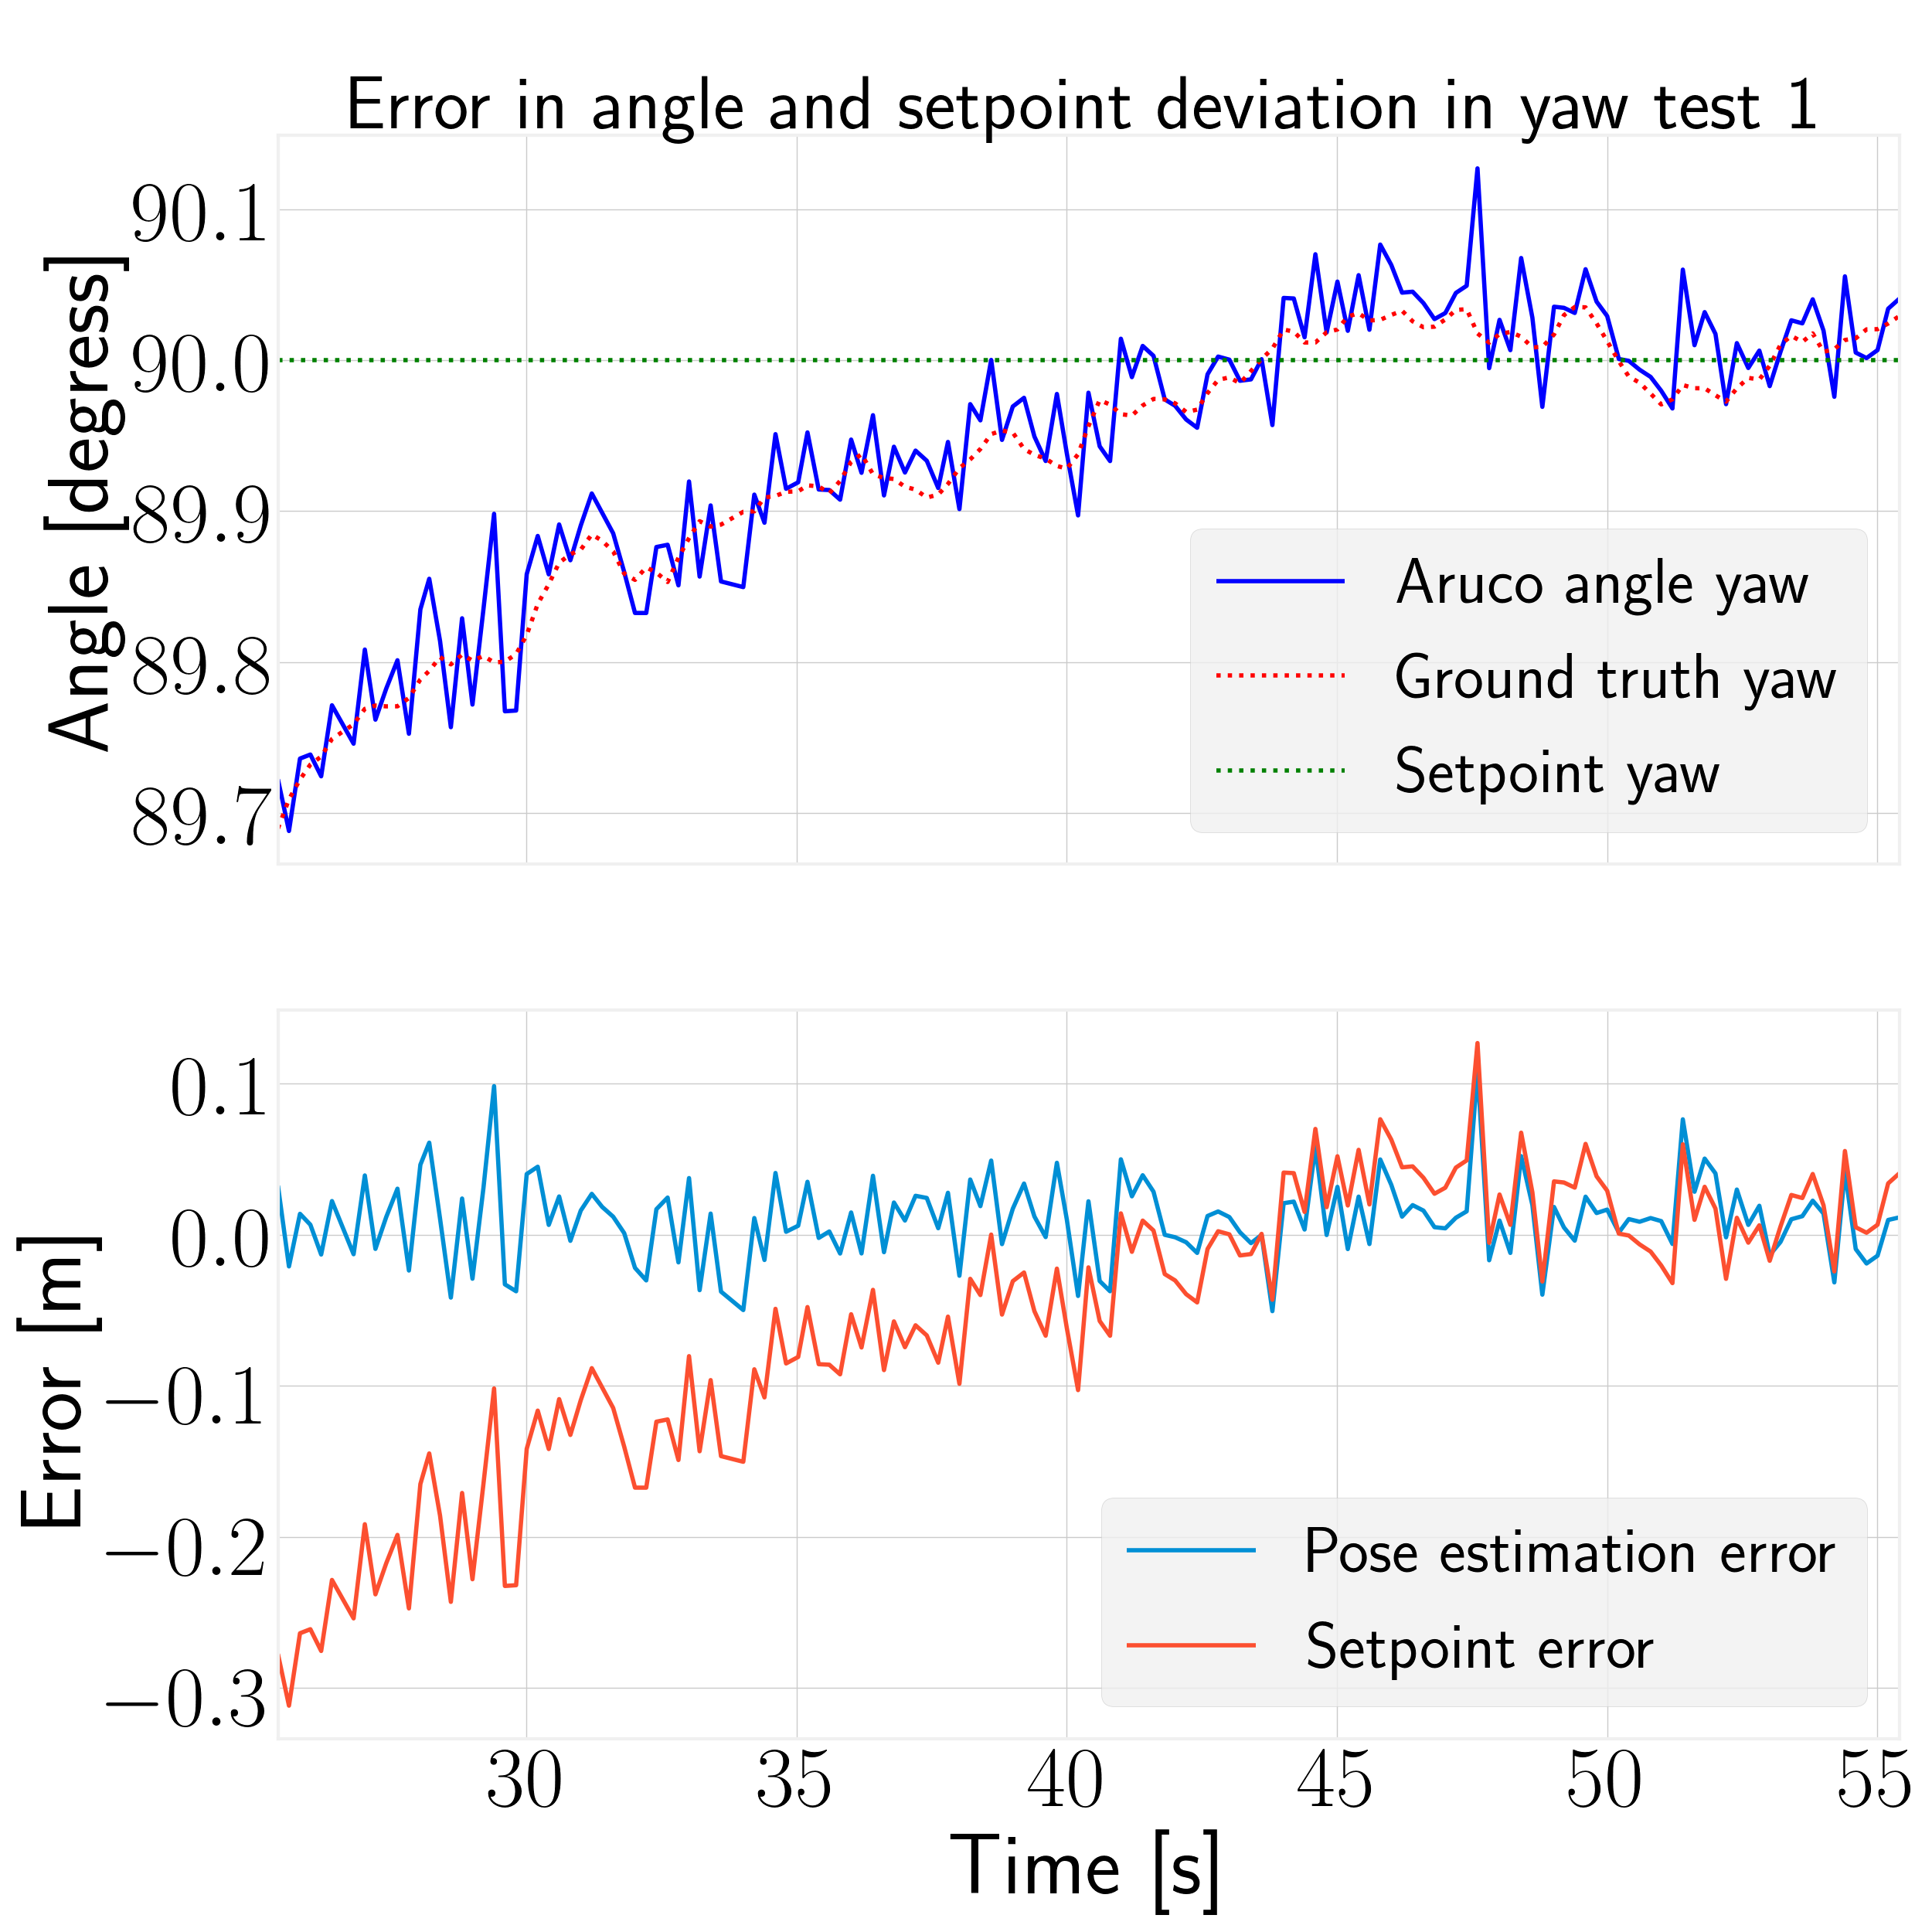 Error in angle and setpoint deviation in yaw test 1
Angle [degress]
90.1
90.0
89.9
89.8
89.7
Aruco angle yaw
Ground truth yaw
Setpoint yaw
Error [m]
0.1
0.0
−0.1
−0.2
−0.3
Pose estimation error
Setpoint error
30 35 40 45 50 55
Time [s]